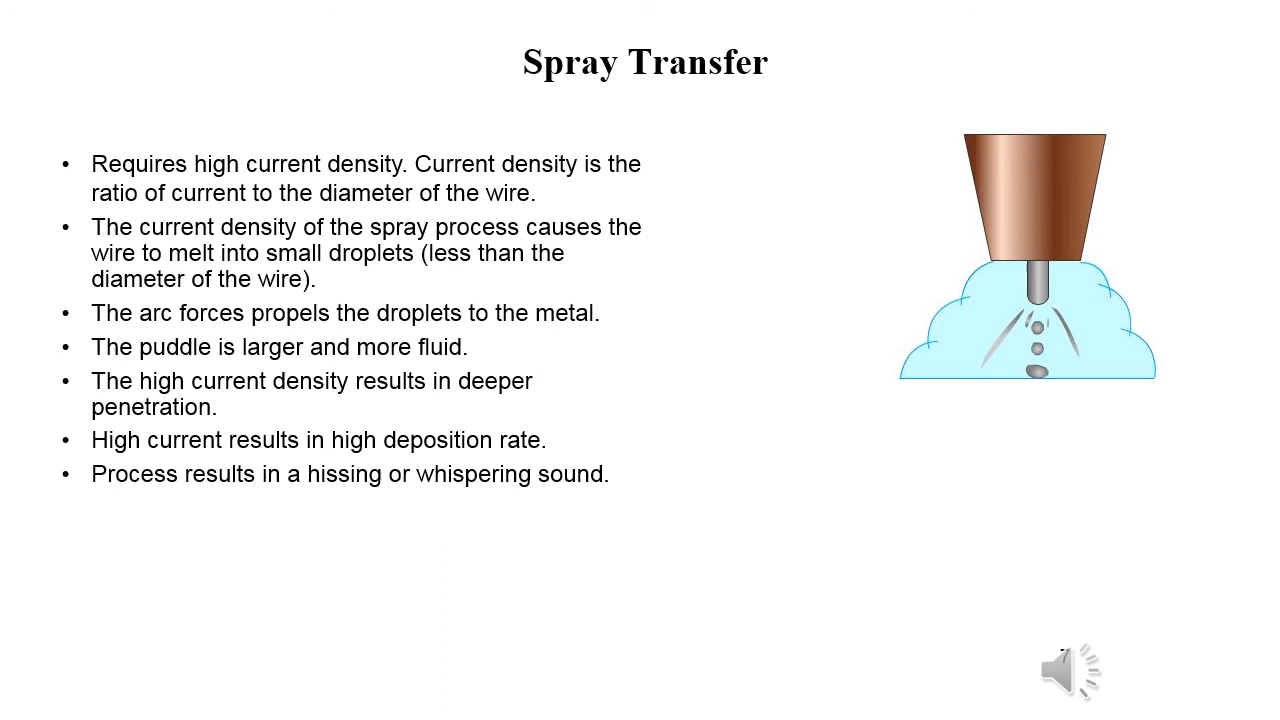 Spray Transfer
• Requires high current density. Current density is the
ratio of current to the diameter of the wire.
• The current density of the spray process causes the
wire to melt into small droplets (less than the
diameter of the wire).
• The arc forces propels the droplets to the metal.
• The puddle is larger and more fluid.
• The high current density results in deeper
penetration.
• High current results in high deposition rate.
• Process results in a hissing or whispering sound.